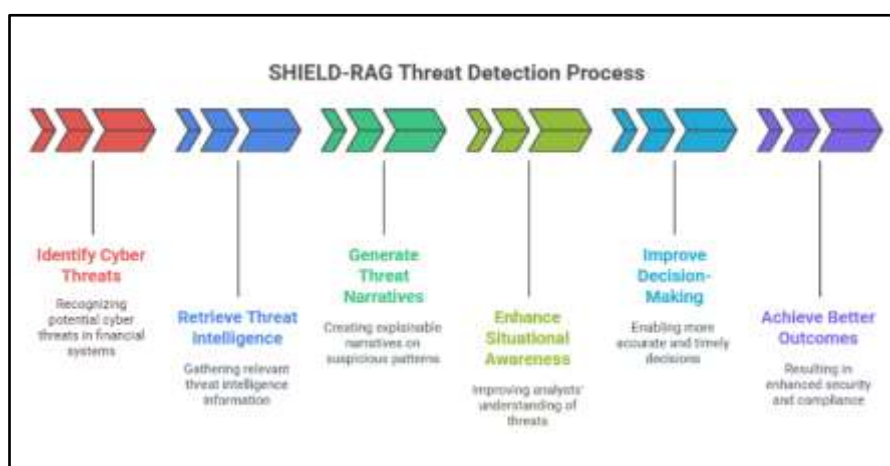 SHIELD-RAG Threat Detection Process
Identify Cyber
Threats
Recognizing
potential cyber
threats in financial
systems
Retrieve Threat
Intelligence
Gathering relevant
threat intelligence
information
Generate
Threat
Narratives
Creating explainable
narratives on
suspicious patterns
Enhance
Situational
Awareness
Improving analysts'
understanding of
threats
Improve
Decision-
Making
Enabling more
accurate and timely
decisions
Achieve Better
Outcomes
Resulting in
enhanced security
and compliance